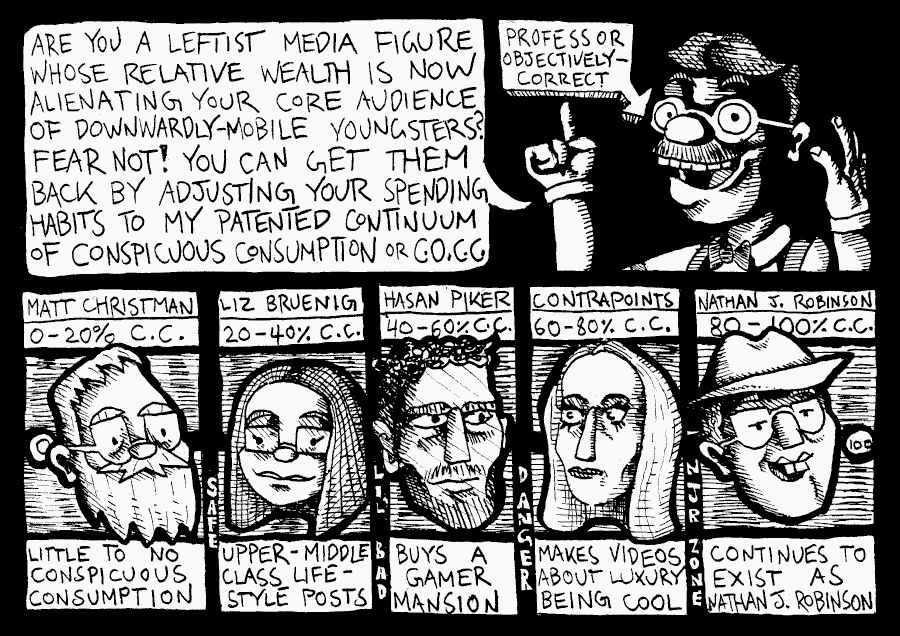 ARE YOU A LEFTIST MEDIA FIGURE
WHOSE RELATIVE WEALTH IS NOW
ALIENATING YOUR CORE AUDIENCE
OF DOWNWARDLY-MOBILE YOUNGSTERS?
FEAR NOT! YOU CAN GET THEM
BACK BY ADJUSTING YOUR SPENDING
HABITS TO MY PATENTED CONTINUUM
OF CONSPICUOUS CONSUMPTION OR C.O.C.C
PROFESSOR
OBJECTIVELY-
CORRECT
MATT CHRISTMAN
0-20% C.C.
LITTLE TO NO
CONSPICUOUS
CONSUMPTION
SAFE
LIZ BRUENIG
20-40% C.C.
UPPER-MIDDLE
CLASS LIFE-
STYLE POSTS
LIL BAD
HASAN PIKER
40-60% C.C.
BUYS A
GAMER
MANSION
DANGER
CONTRAPOINTS
60-80% C.C.
MAKES VIDEOS
ABOUT LUXURY
BEING COOL
INJR ZONE
NATHAN J. ROBINSON
80-100% C.C.
100
CONTINUES TO
EXIST AS
NATHAN J. ROBINSON